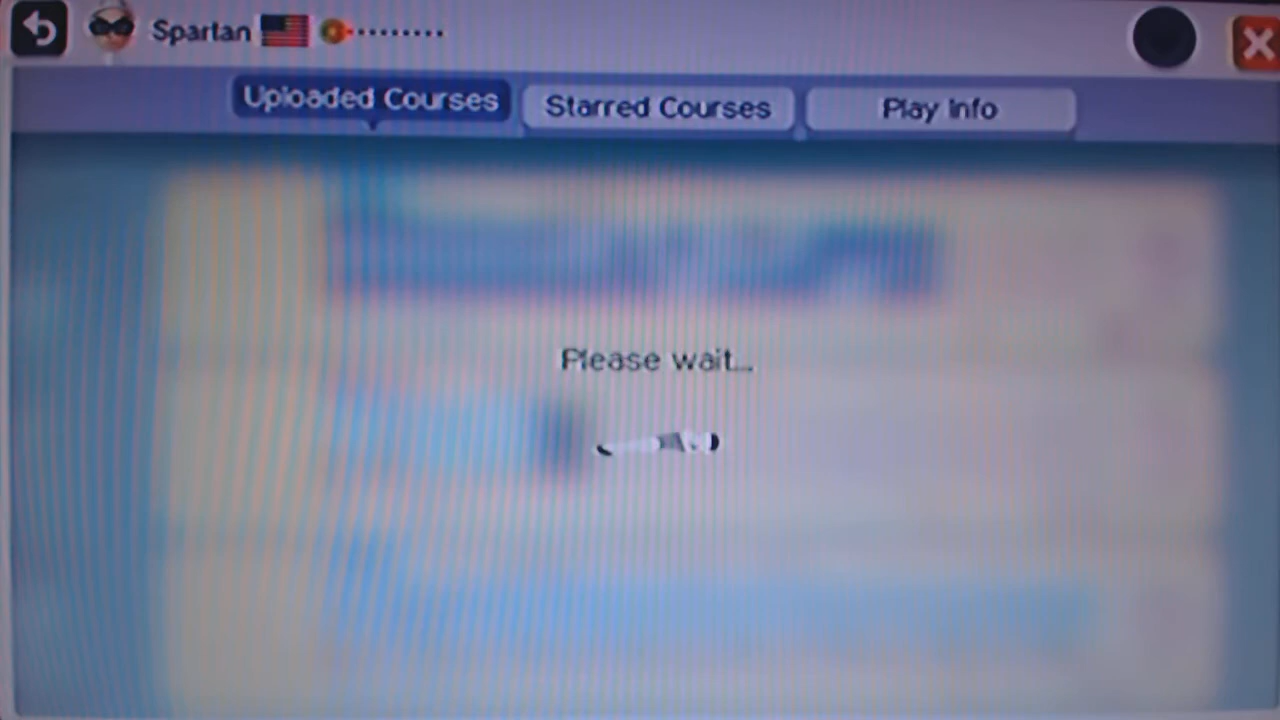 Spartan
Uploaded Courses
Starred Courses
Play Info
Please wait...